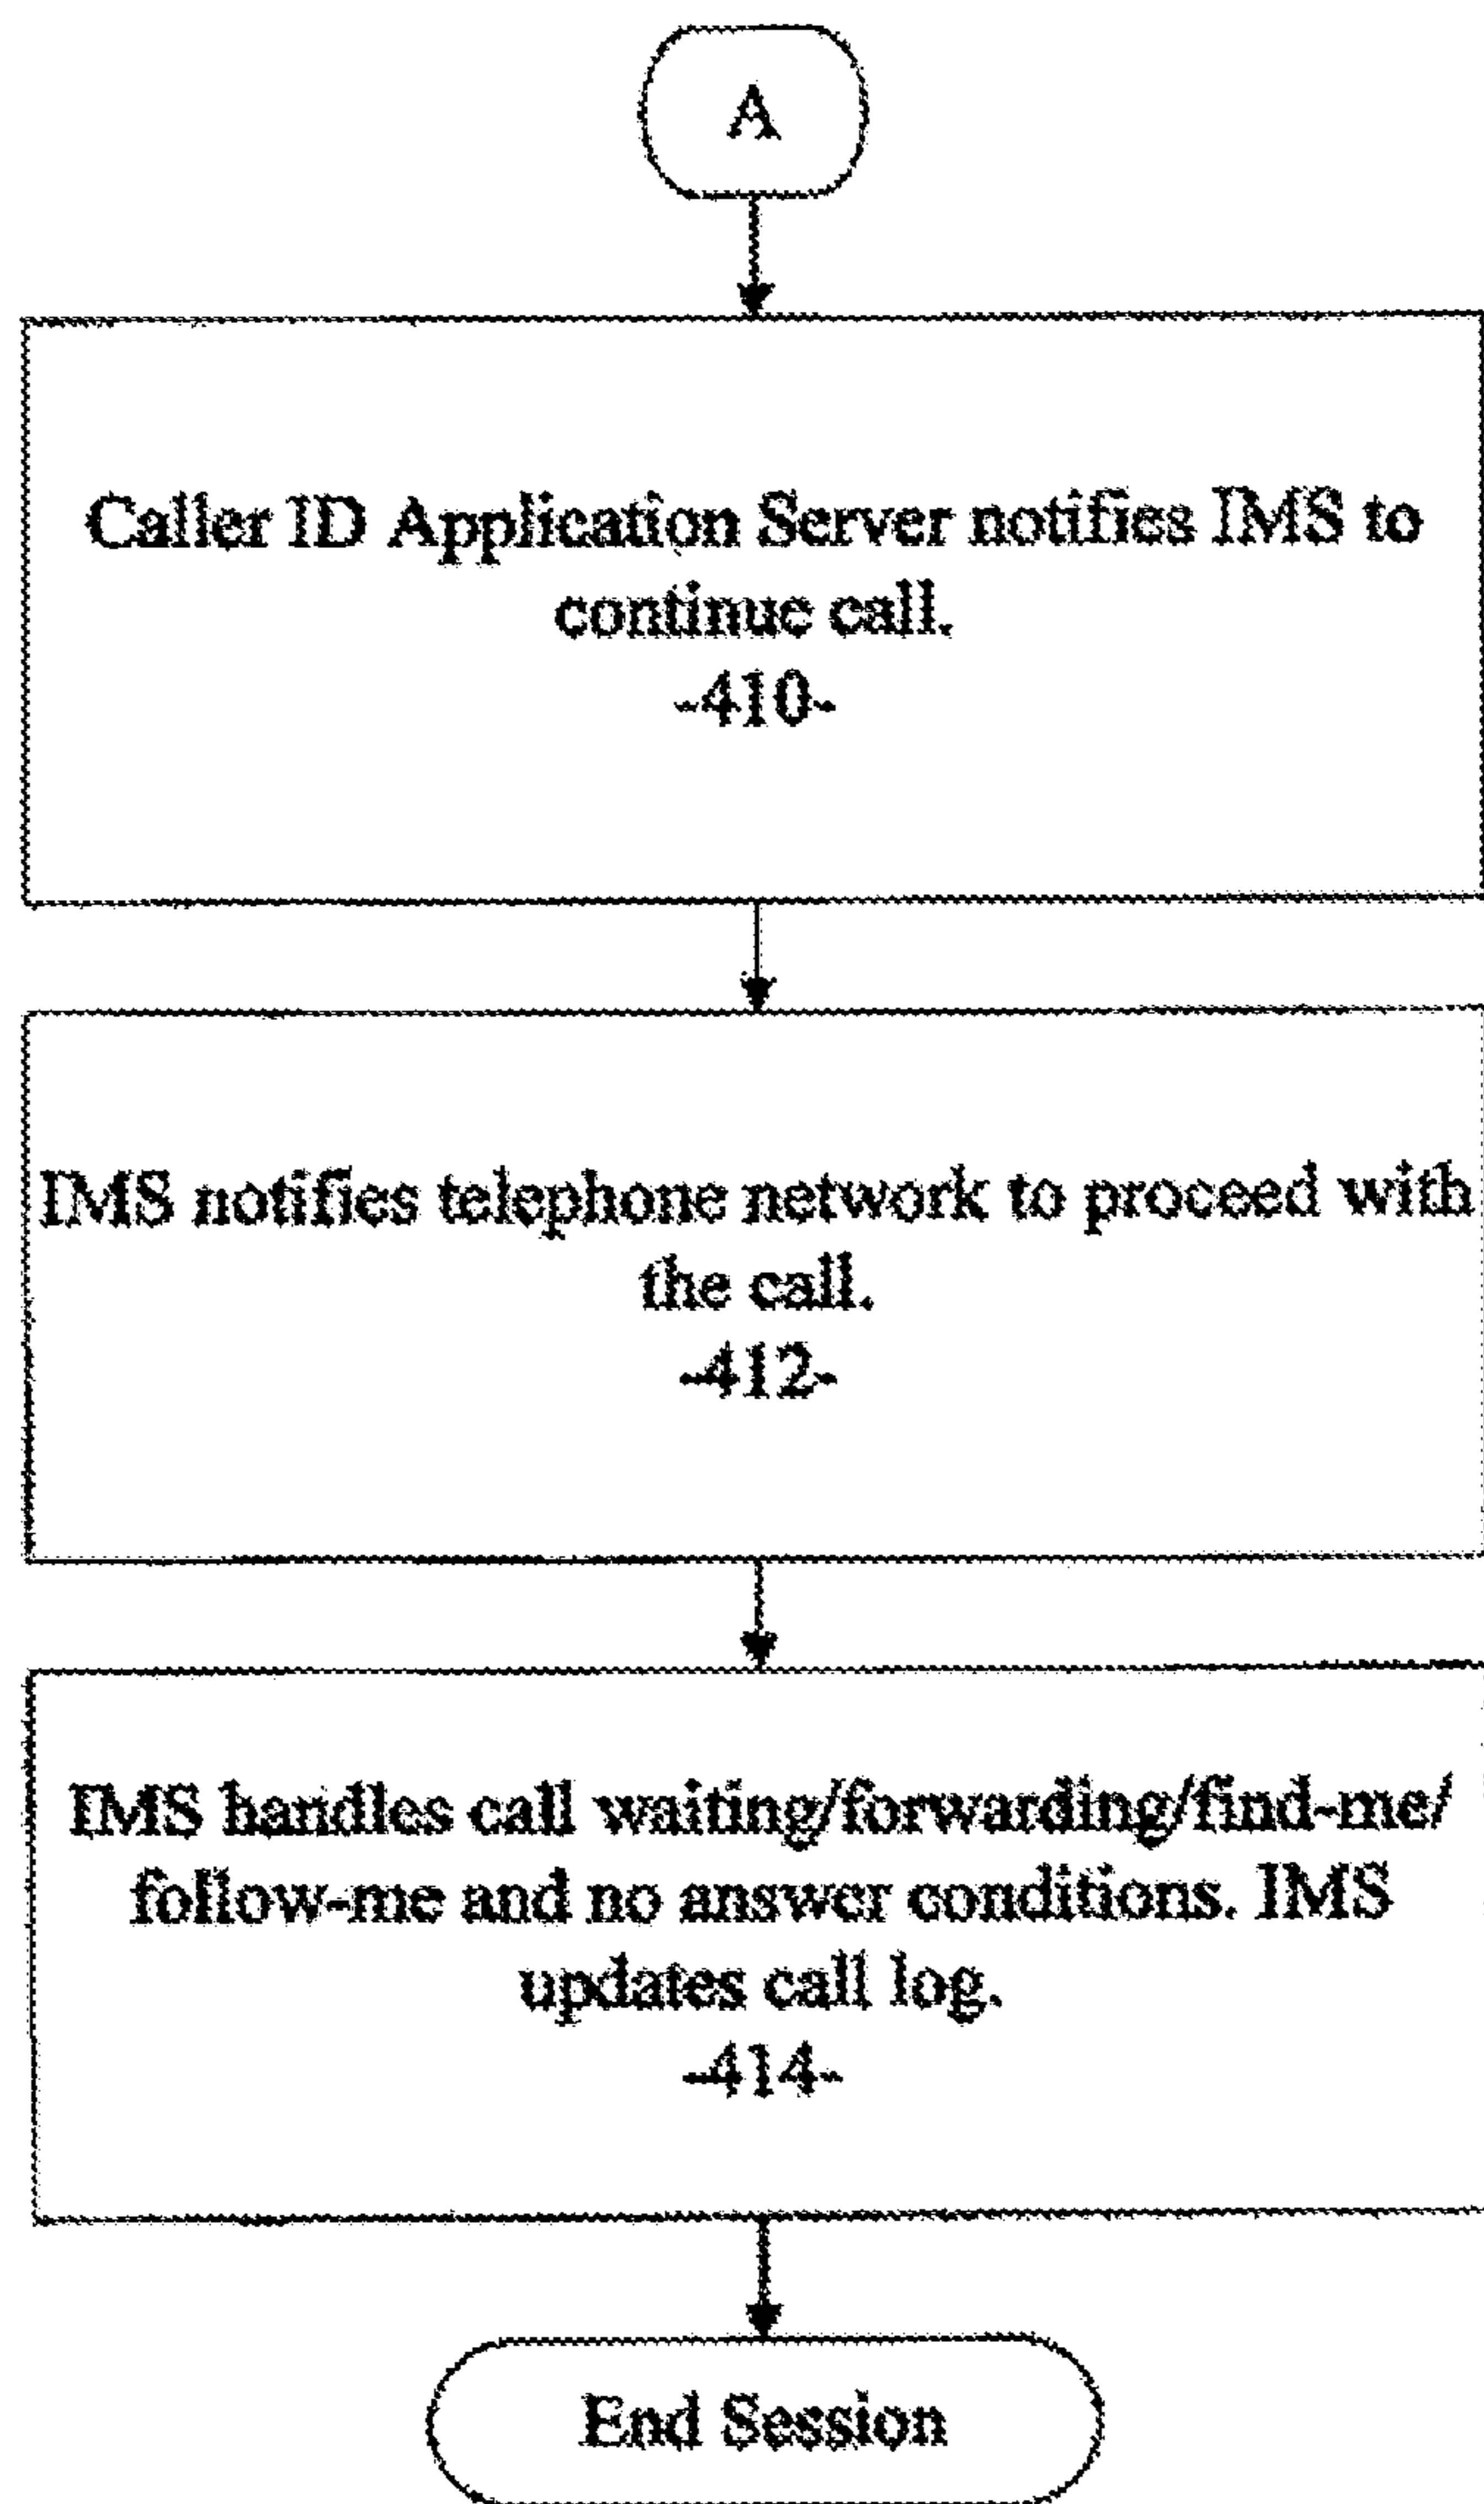 A
Caller ID Application Server notifies IMS to
continue call.
-410-
IMS notifies telephone network to proceed with
the call.
-412-
IMS handles call waiting/forwarding/find-me/
follow-me and no answer conditions. IMS
updates call log.
-414-
End Session